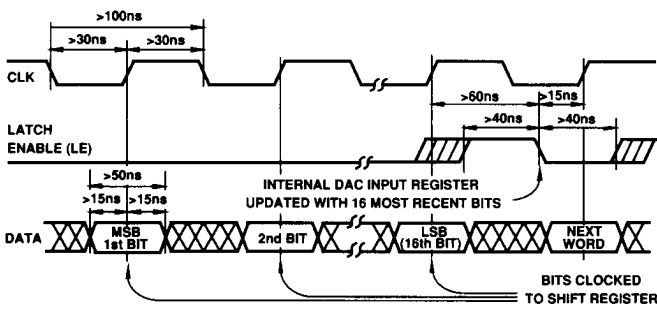 >100ns
>30ns >30ns
CLK
>60ns >15ns
LATCH
ENABLE (LE)
>40ns >40ns
>50ns
INTERNAL DAC INPUT REGISTER
UPDATED WITH 16 MOST RECENT BITS
>15ns >15ns
DATA
MSB
1st BIT
2nd BIT
LSB
(16th BIT)
NEXT
WORD
BITS CLOCKED
TO SHIFT REGISTER